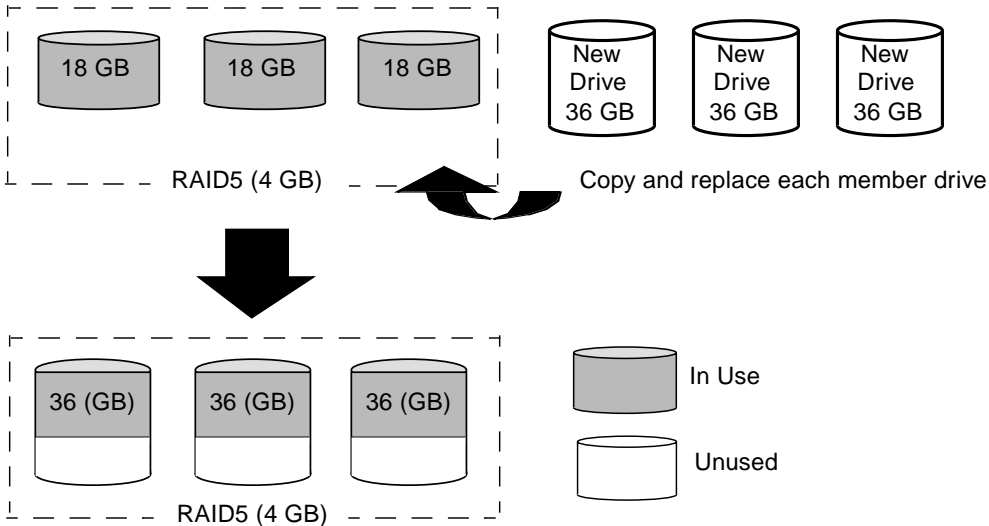 18 GB
18 GB
18 GB
New
Drive
36 GB
New
Drive
36 GB
New
Drive
36 GB
RAID5 (4 GB)
Copy and replace each member drive
36 (GB)
36 (GB)
36 (GB)
RAID5 (4 GB)
In Use
Unused